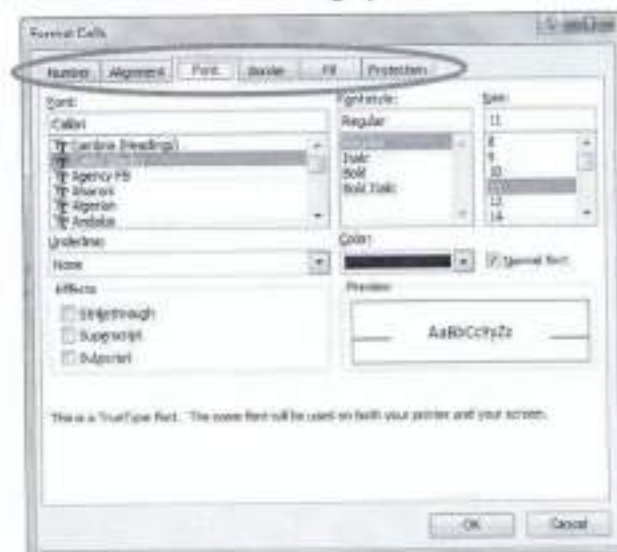 Format Cells
Number Alignment Font Border Fill Protection
Font: Font style: Size:
Calibri Regular 11
Cambria (Headings) 8
Agency FB Italic 9
Aharoni Bold 10
Algerian Bold Italic 12
Andalus 14
Underline: Color:
None Normal font
Effects Preview
Strikethrough
Superscript AaBbCcYyZz
Subscript
This is a TrueType font. The same font will be used on both your printer and your screen.
OK Cancel